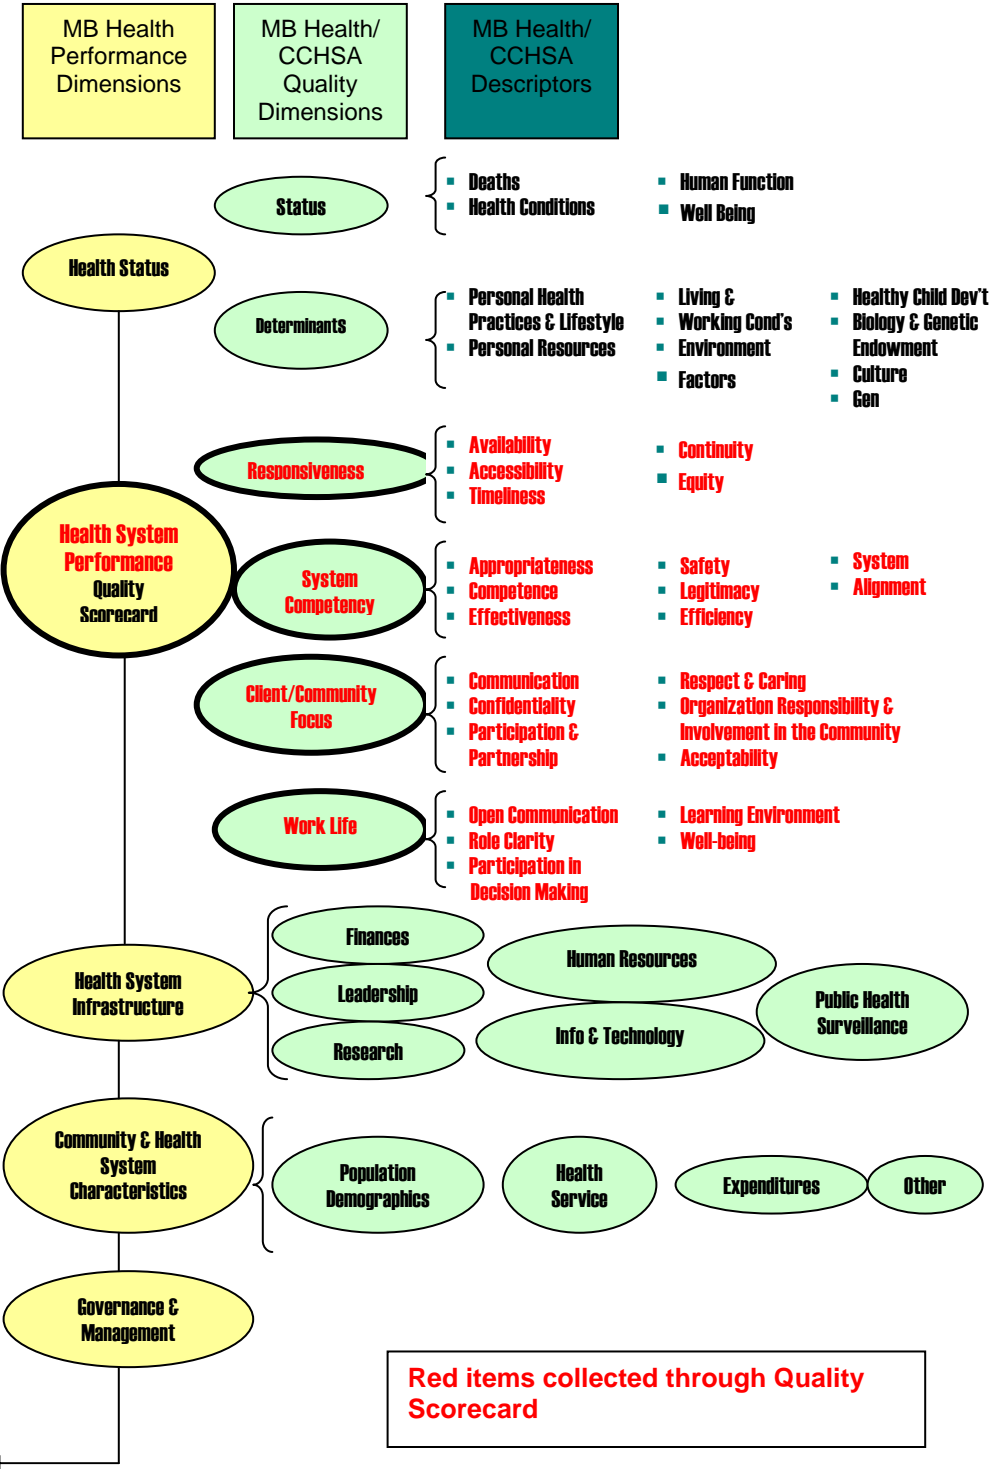 MB Health
Performance
Dimensions
MB Health/
CCHSA
Quality
Dimensions
MB Health/
CCHSA
Descriptors
Health Status
Status
Deaths
Health Conditions
Human Function
Well Being
Determinants
Personal Health
Practices & Lifestyle
Personal Resources
Living &
Working Cond's
Environment
Factors
Healthy Child Dev't
Biology & Genetic
Endowment
Culture
Gen
Health System
Performance
Quality
Scorecard
Responsiveness
Availability
Accessibility
Timeliness
Continuity
Equity
System
Competency
Appropriateness
Competence
Effectiveness
Safety
Legitimacy
Efficiency
System
Alignment
Client/Community
Focus
Communication
Confidentiality
Participation &
Partnership
Respect & Caring
Organization Responsibility &
Involvement in the Community
Acceptability
Work Life
Open Communication
Role Clarity
Participation in
Decision Making
Learning Environment
Well-being
Health System
Infrastructure
Finances
Leadership
Research
Human Resources
Info & Technology
Public Health
Surveillance
Community & Health
System
Characteristics
Population
Demographics
Health
Service
Expenditures
Other
Governance &
Management
Red items collected through Quality
Scorecard